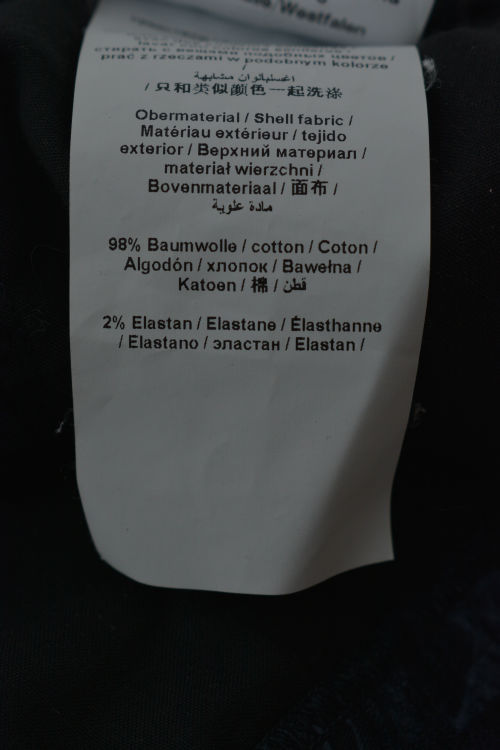 Westfalen
стирать с вещами подобных цветов /
prać z rzeczami w podobnym kolorze
/ 只和类似颜色一起洗涤
Obermaterial / Shell fabric /
Matériau extérieur / tejido
exterior / Верхний материал /
materiał wierzchni /
Bovenmateriaal / 面布 /
مادة علوية
98% Baumwolle / cotton / Coton /
Algodón / хлопок / Bawełna /
Katoen / 棉 / قطن
2% Elastan / Elastane / Élasthanne
/ Elastano / эластан / Elastan /